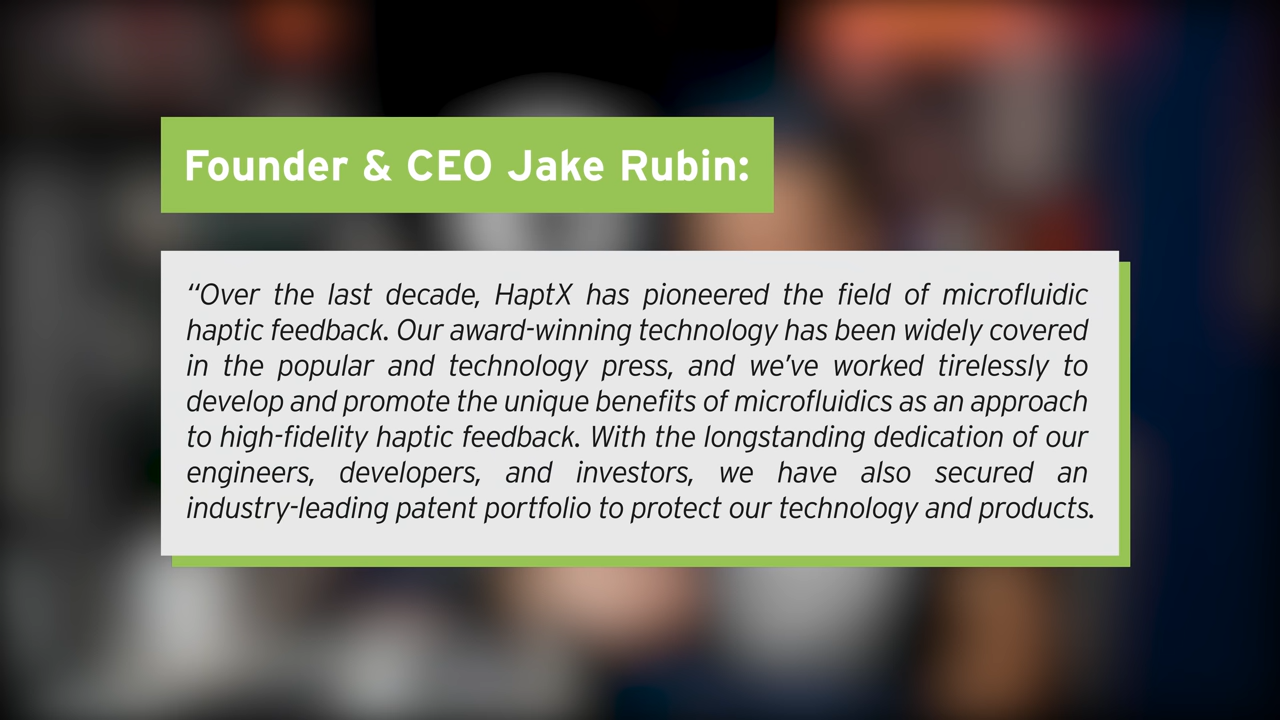 Founder & CEO Jake Rubin:
“Over the last decade, HaptX has pioneered the field of microfluidic
haptic feedback. Our award-winning technology has been widely covered
in the popular and technology press, and we’ve worked tirelessly to
develop and promote the unique benefits of microfluidics as an approach
to high-fidelity haptic feedback. With the longstanding dedication of our
engineers, developers, and investors, we have also secured an
industry-leading patent portfolio to protect our technology and products.